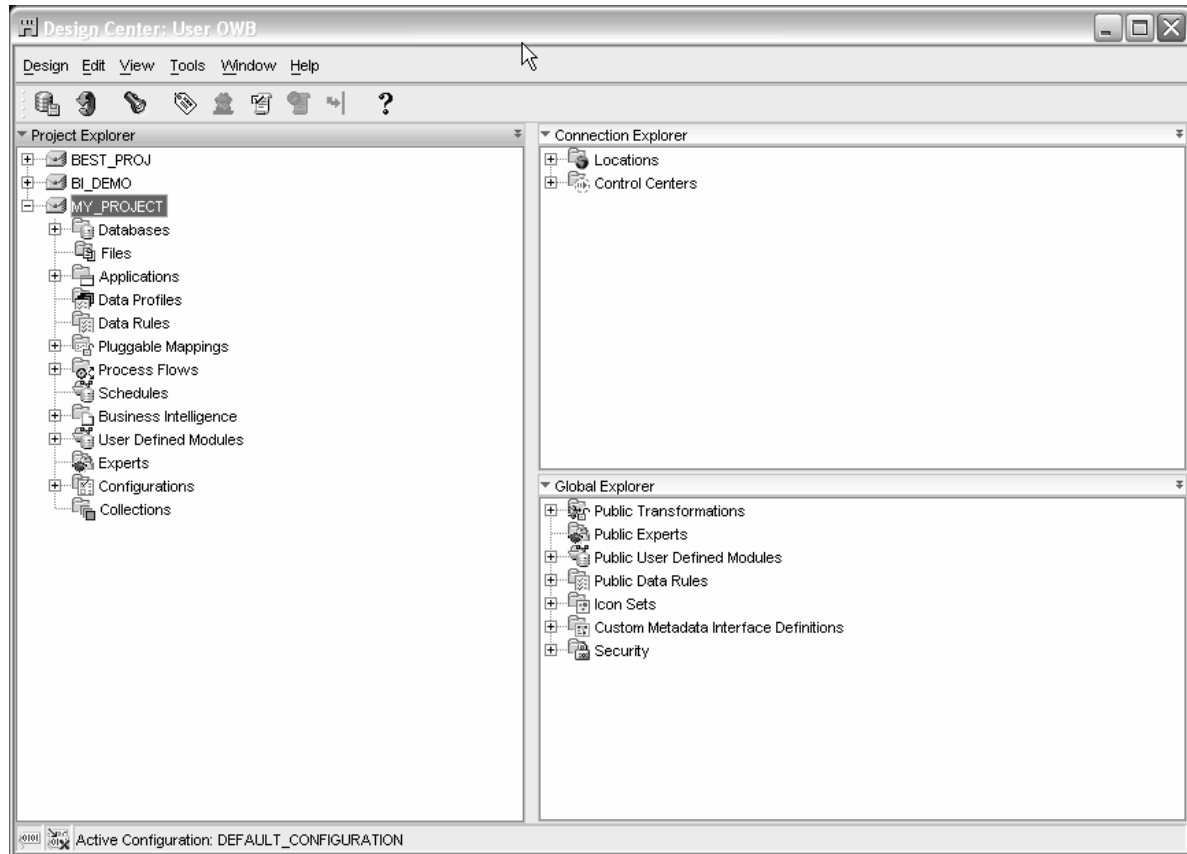 Design Center: User OWB
Design Edit View Tools Window Help
?
Project Explorer
BEST_PROJ
BI_DEMO
MY_PROJECT
Databases
Files
Applications
Data Profiles
Data Rules
Pluggable Mappings
Process Flows
Schedules
Business Intelligence
User Defined Modules
Experts
Configurations
Collections
Connection Explorer
Locations
Control Centers
Global Explorer
Public Transformations
Public Experts
Public User Defined Modules
Public Data Rules
Icon Sets
Custom Metadata Interface Definitions
Security
Active Configuration: DEFAULT_CONFIGURATION